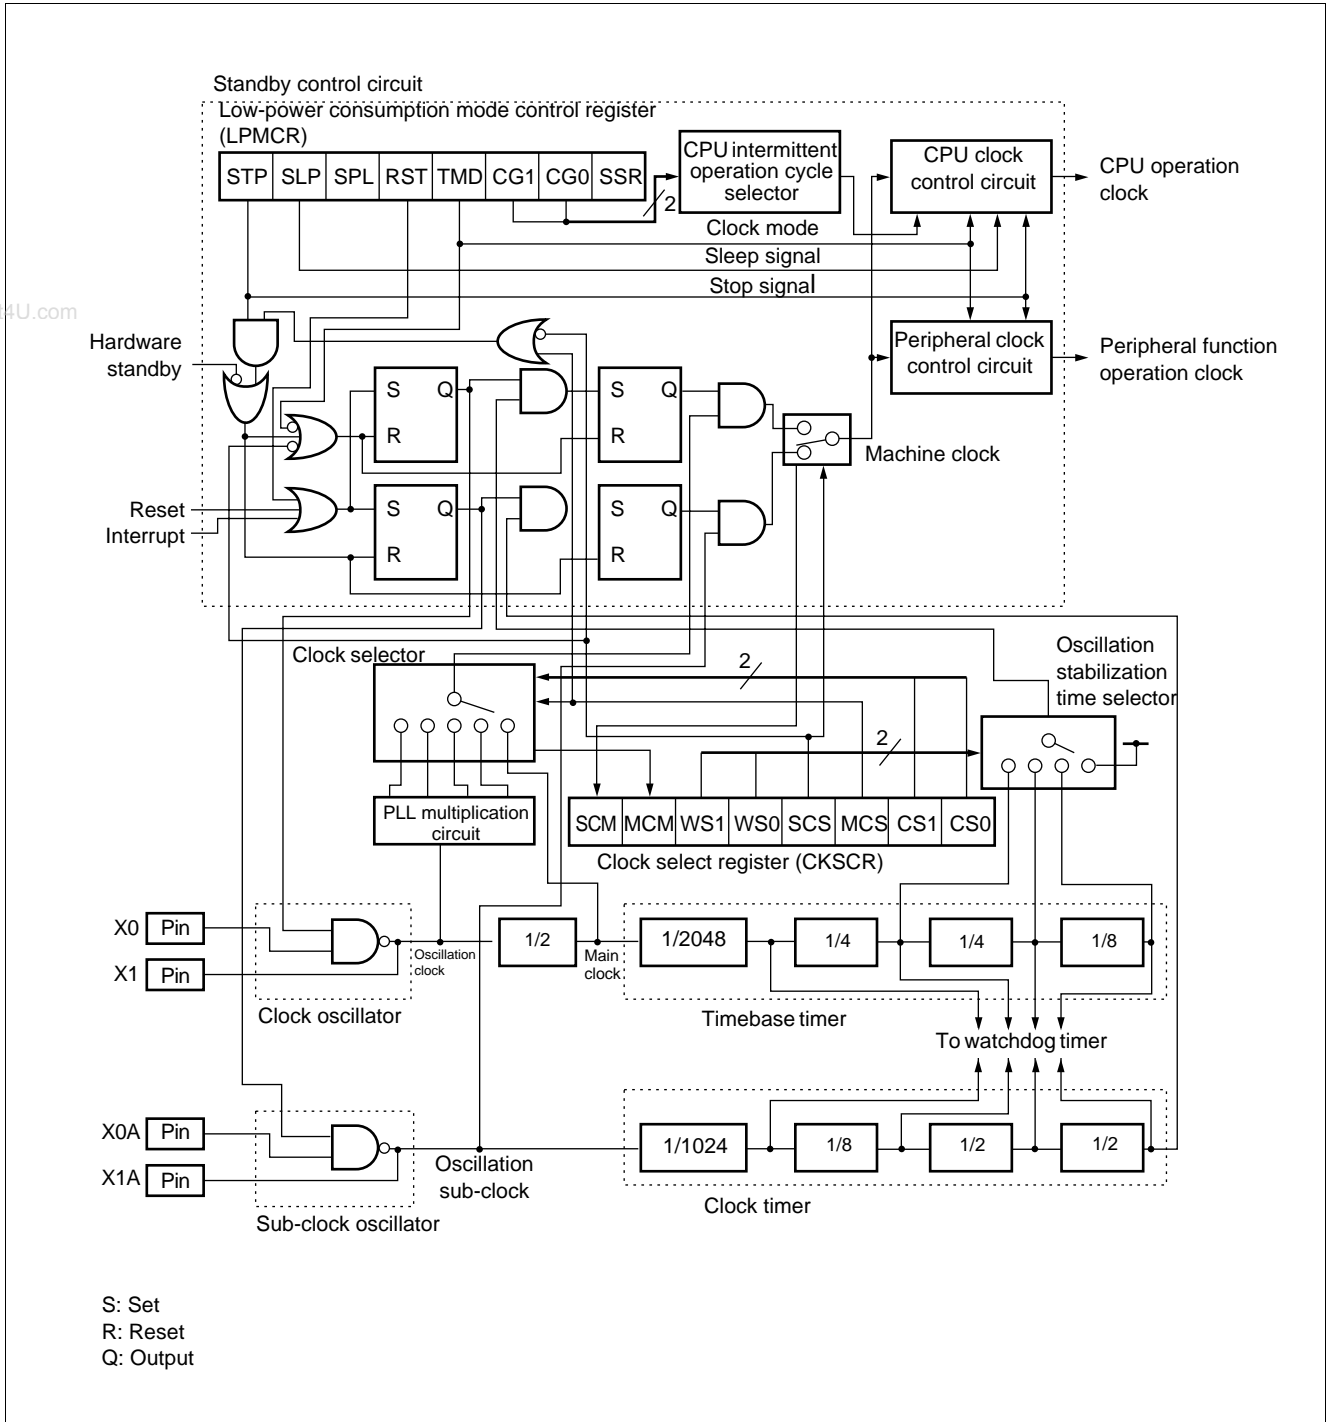 Standby control circuit
Low-power consumption mode control register
(LPMCR)
STP SLP SPL RST TMD CG1 CG0 SSR
2
CPU intermittent
operation cycle
selector
CPU clock
control circuit
CPU operation
clock
Clock mode
Sleep signal
Stop signal
t4U.com
Hardware
standby
Peripheral clock
control circuit
Peripheral function
operation clock
S Q
R
S Q
R
Machine clock
Reset
Interrupt
S Q
R
S Q
R
Clock selector
2
Oscillation
stabilization
time selector
2
PLL multiplication
circuit
SCM MCM WS1 WS0 SCS MCS CS1 CS0
Clock select register (CKSCR)
X0 Pin
X1 Pin
Oscillation
clock
1/2
Main
clock
1/2048
1/4
1/4
1/8
Clock oscillator
Timebase timer
To watchdog timer
X0A Pin
X1A Pin
Oscillation
sub-clock
1/1024
1/8
1/2
1/2
Sub-clock oscillator
Clock timer
S: Set
R: Reset
Q: Output